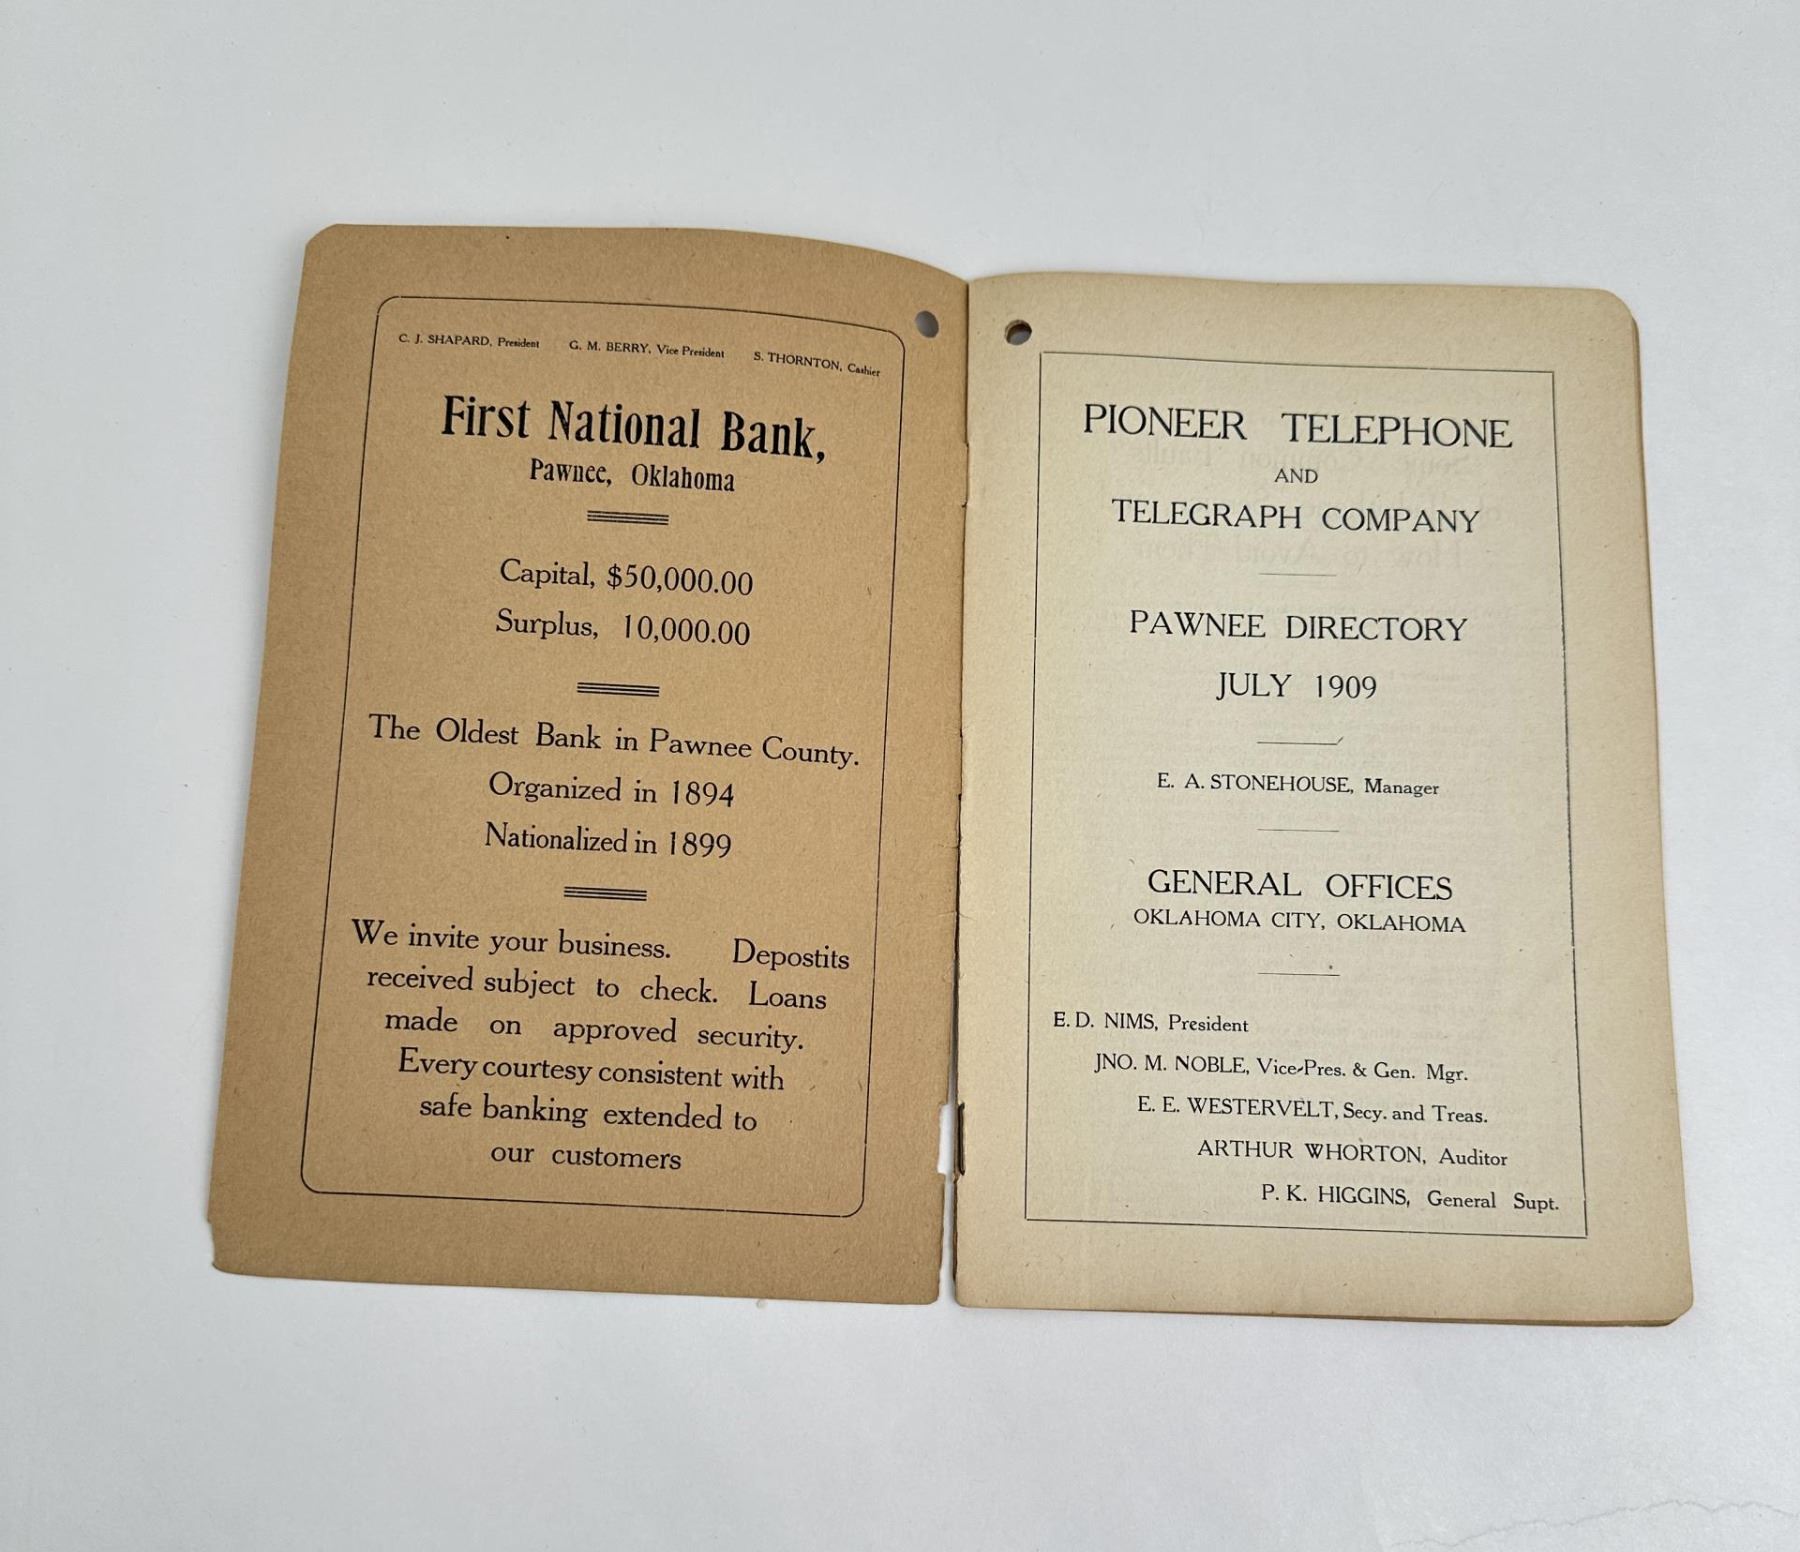 C. J. SHAPARD, President G. M. BERRY, Vice President S. THORNTON, Cashier
First National Bank,
Pawnee, Oklahoma
Capital, $50,000.00
Surplus, 10,000.00
The Oldest Bank in Pawnee County.
Organized in 1894
Nationalized in 1899
We invite your business. Depostits
received subject to check. Loans
made on approved security.
Every courtesy consistent with
safe banking extended to
our customers
PIONEER TELEPHONE
AND
TELEGRAPH COMPANY
PAWNEE DIRECTORY
JULY 1909
E. A. STONEHOUSE, Manager
GENERAL OFFICES
OKLAHOMA CITY, OKLAHOMA
E. D. NIMS, President
JNO. M. NOBLE, Vice-Pres. & Gen. Mgr.
E. E. WESTERVELT, Secy. and Treas.
ARTHUR WHORTON, Auditor
P. K. HIGGINS, General Supt.